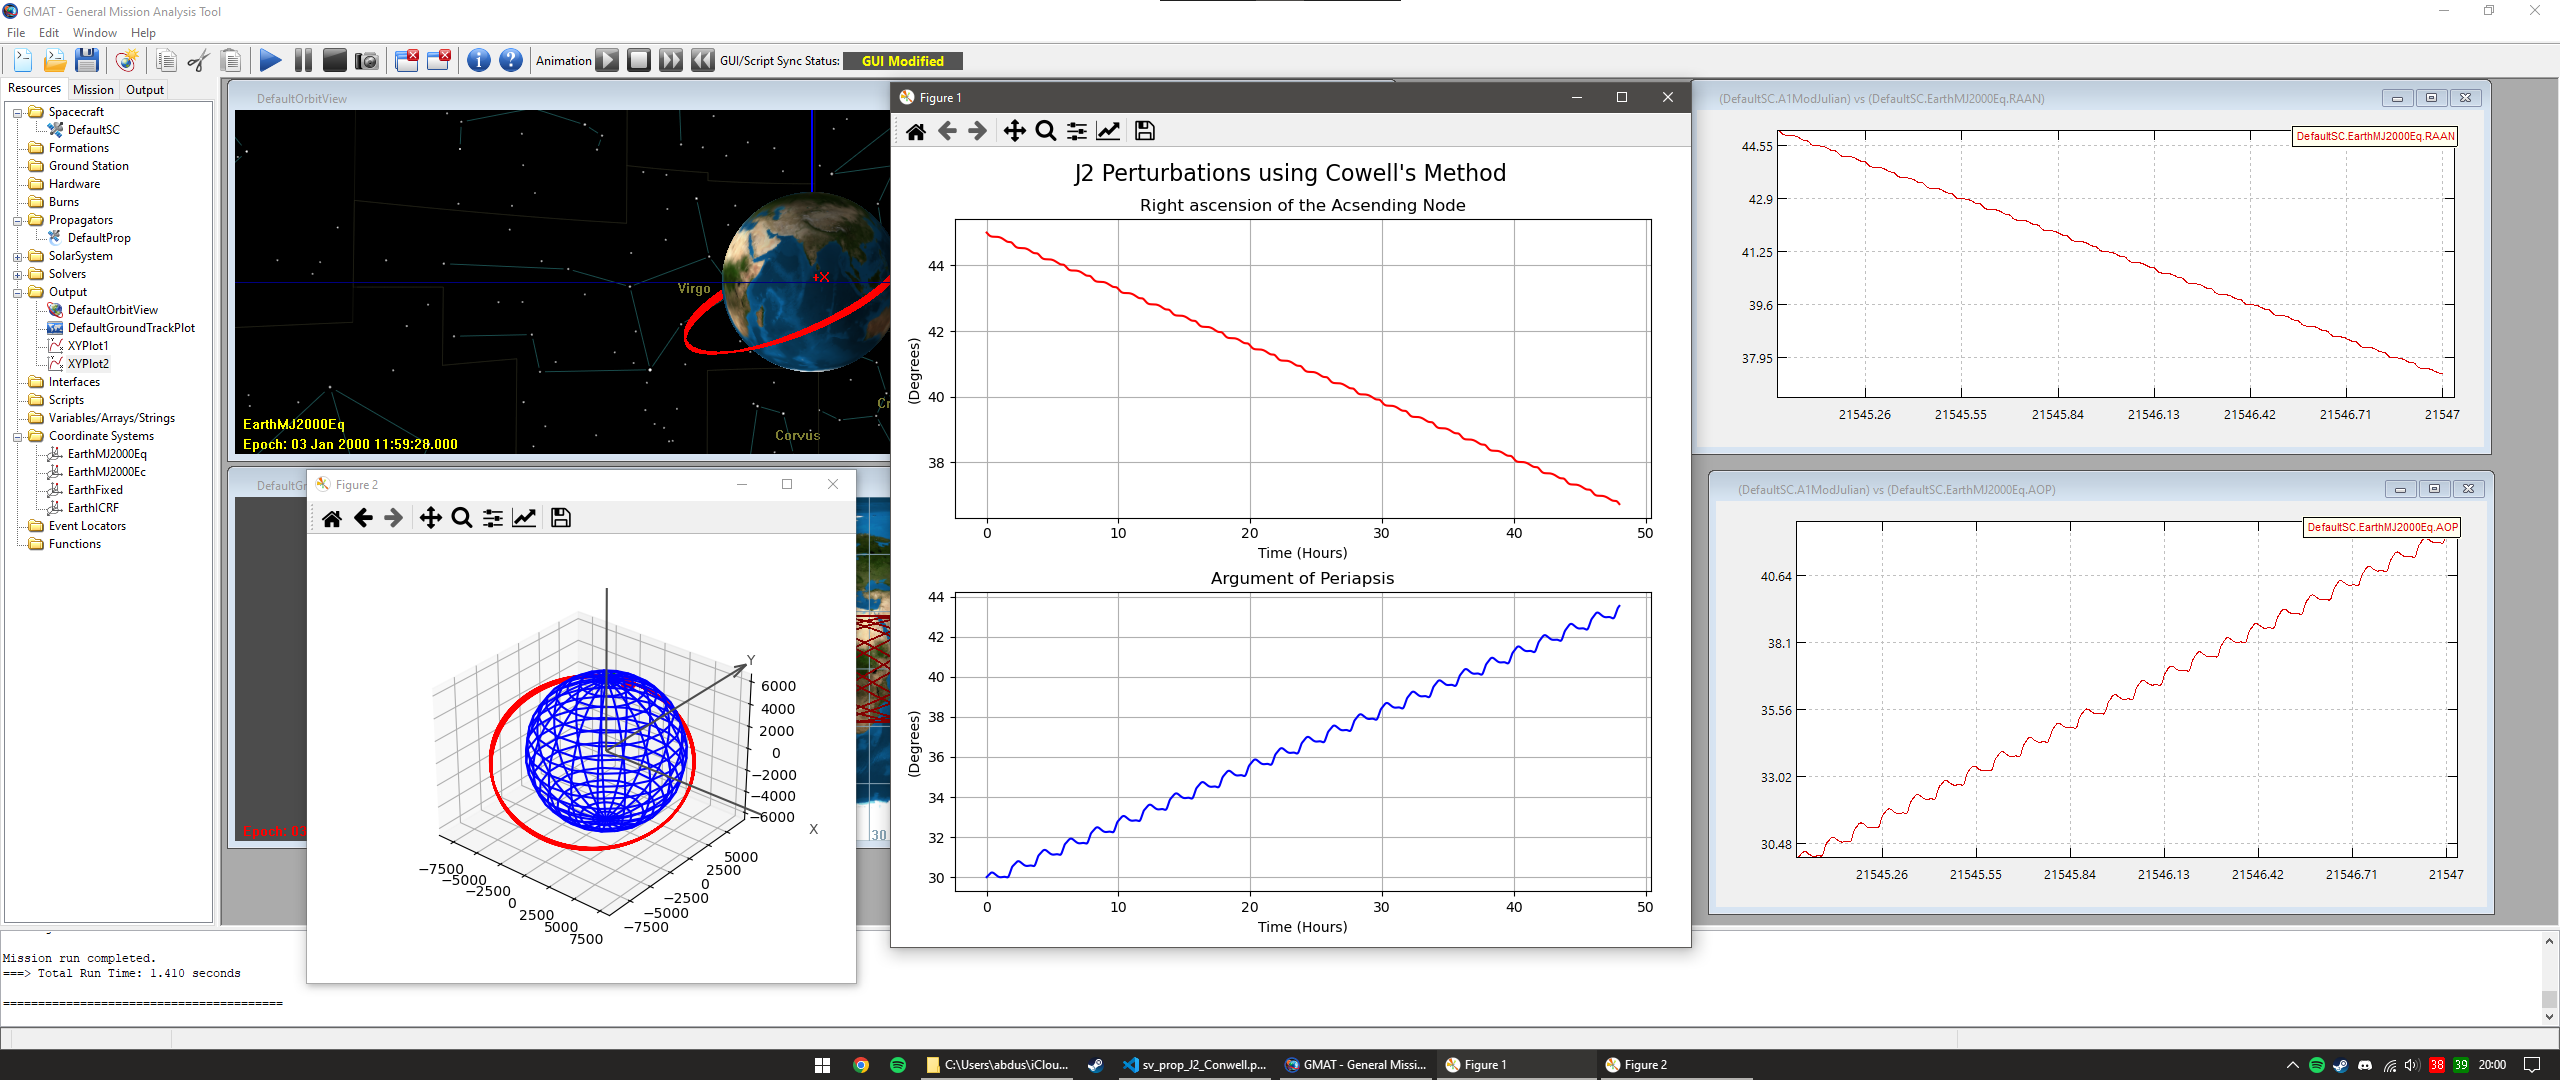 GMAT - General Mission Analysis Tool
File Edit Window Help
Animation GUI/Script Sync Status: GUI Modified
Resources Mission Output
Spacecraft
DefaultSC
Formations
Ground Station
Hardware
Burns
Propagators
DefaultProp
SolarSystem
Solvers
Output
DefaultOrbitView
DefaultGroundTrackPlot
XYPlot1
XYPlot2
Interfaces
Scripts
Variables/Arrays/Strings
Coordinate Systems
EarthMJ2000Eq
EarthMJ2000Ec
EarthFixed
EarthICRF
Event Locators
Functions
DefaultOrbitView
+X
Virgo
Corvus
EarthMJ2000Eq
Epoch: 03 Jan 2000 11:59:28.000
DefaultGr
Epoch: 03
30
Figure 2
Y
6000
4000
2000
0
−2000
−4000
−6000
X
−7500
−5000
−2500
0
2500
5000
7500
5000
2500
0
−2500
−5000
−7500
Figure 1
J2 Perturbations using Cowell's Method
Right ascension of the Acsending Node
(Degrees)
44
42
40
38
0 10 20 30 40 50
Time (Hours)
Argument of Periapsis
(Degrees)
44
42
40
38
36
34
32
30
0 10 20 30 40 50
Time (Hours)
(DefaultSC.A1ModJulian) vs (DefaultSC.EarthMJ2000Eq.RAAN)
DefaultSC.EarthMJ2000Eq.RAAN
44.55
42.9
41.25
39.6
37.95
21545.26 21545.55 21545.84 21546.13 21546.42 21546.71 21547
(DefaultSC.A1ModJulian) vs (DefaultSC.EarthMJ2000Eq.AOP)
DefaultSC.EarthMJ2000Eq.AOP
40.64
38.1
35.56
33.02
30.48
21545.26 21545.55 21545.84 21546.13 21546.42 21546.71 21547
Mission run completed.
===> Total Run Time: 1.410 seconds
========================================
C:\Users\abdus\iClou... sv_prop_J2_Conwell.p... GMAT - General Missi... Figure 1 Figure 2 38 39 20:00